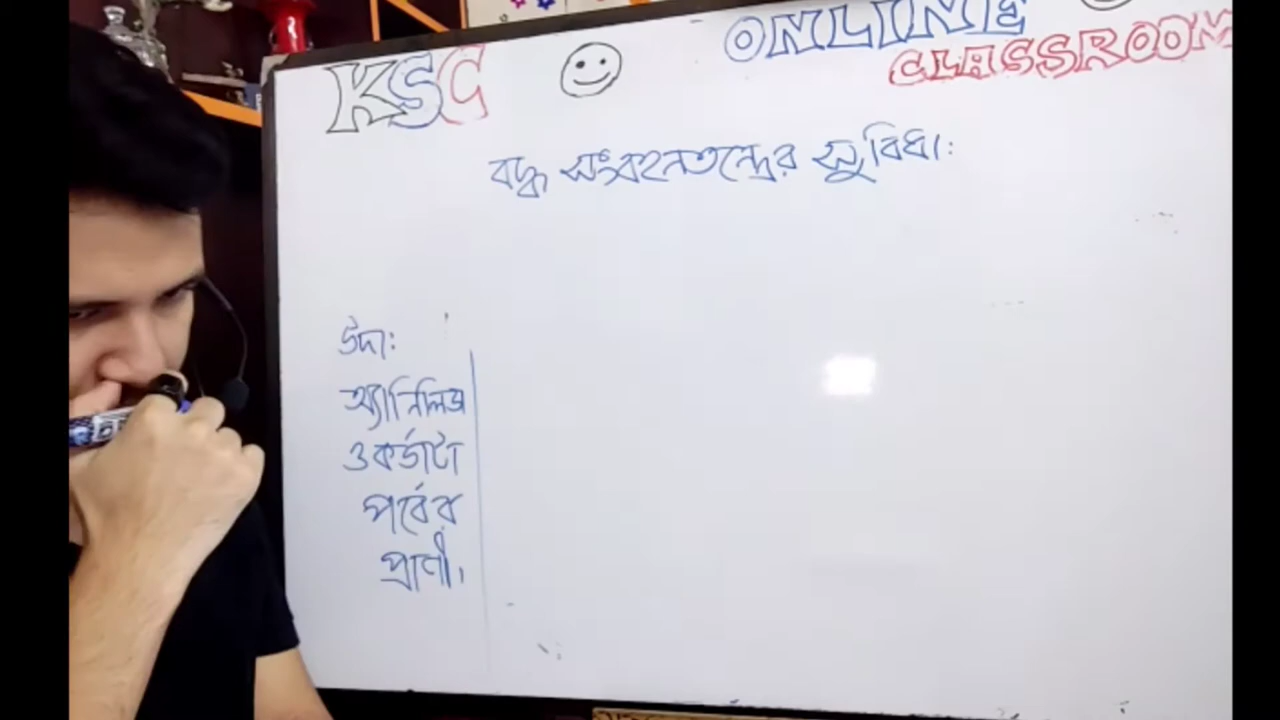 KSC
ONLINE
CLASSROOM
বদ্ধ সংবহনতন্ত্রের সুবিধা:
উদা:
অ্যানিলিডা
ও কর্ডাটা
পর্বের
প্রাণী।